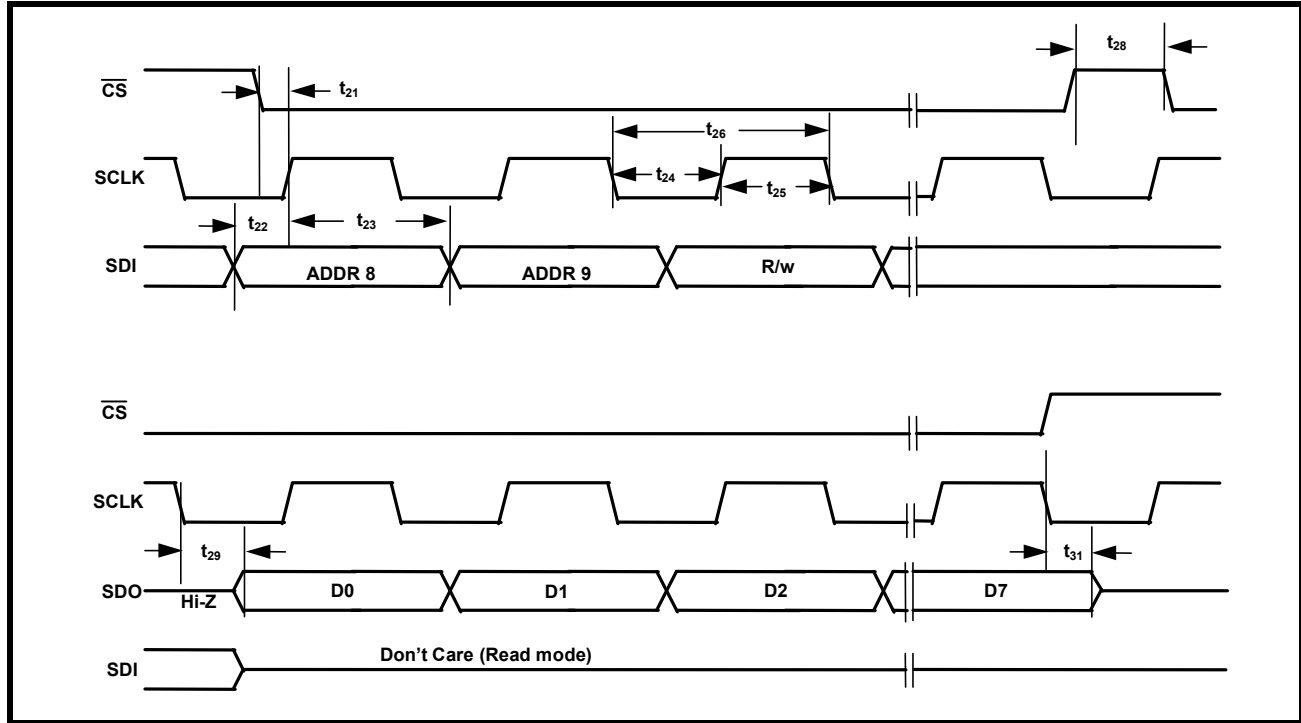 t28
CS
t21
t26
SCLK
t24
t25
t22
t23
SDI
ADDR 8
ADDR 9
R/w
CS
SCLK
t29
t31
SDO
Hi-Z
D0
D1
D2
D7
Don't Care (Read mode)
SDI